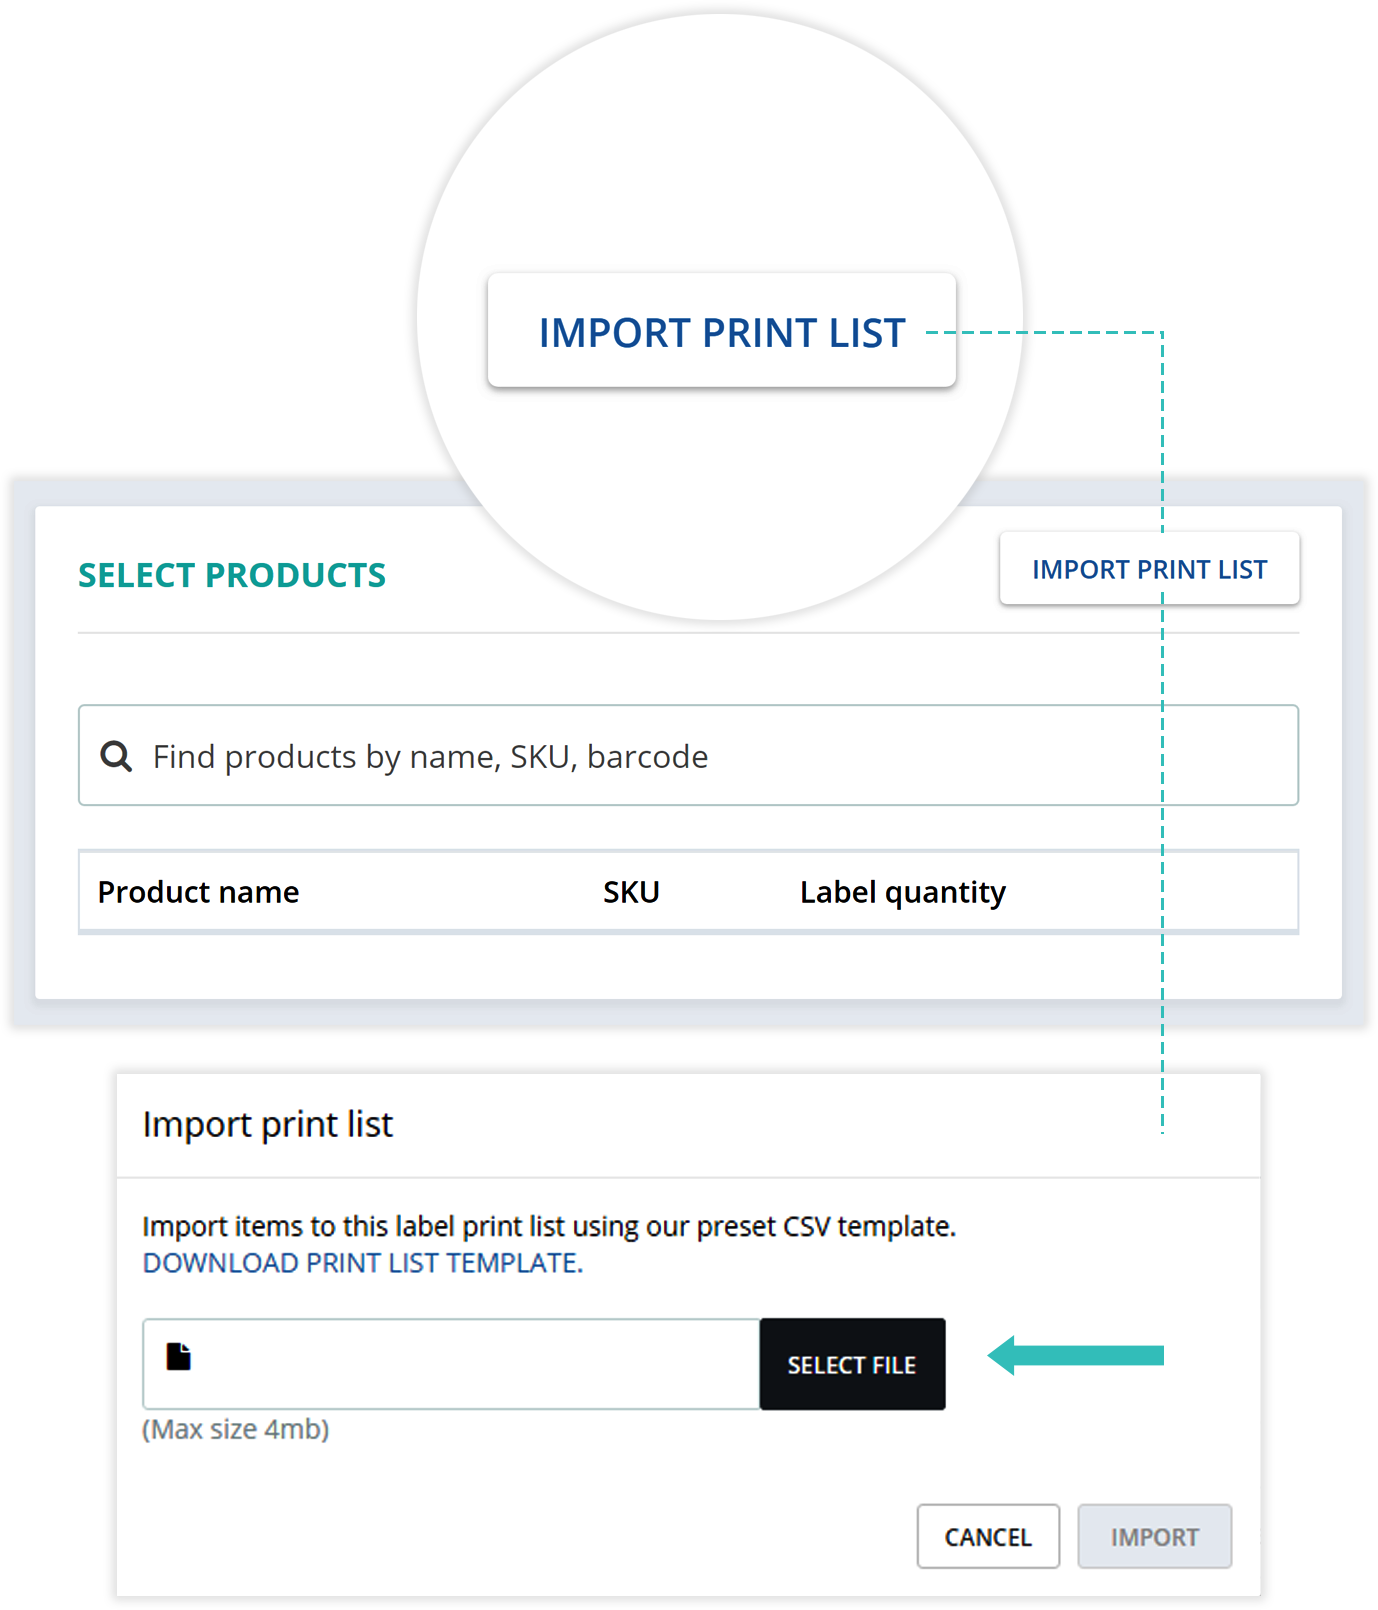 IMPORT PRINT LIST
SELECT PRODUCTS
IMPORT PRINT LIST
Find products by name, SKU, barcode
Product name SKU Label quantity
Import print list
Import items to this label print list using our preset CSV template.
DOWNLOAD PRINT LIST TEMPLATE.
SELECT FILE
(Max size 4mb)
CANCEL IMPORT